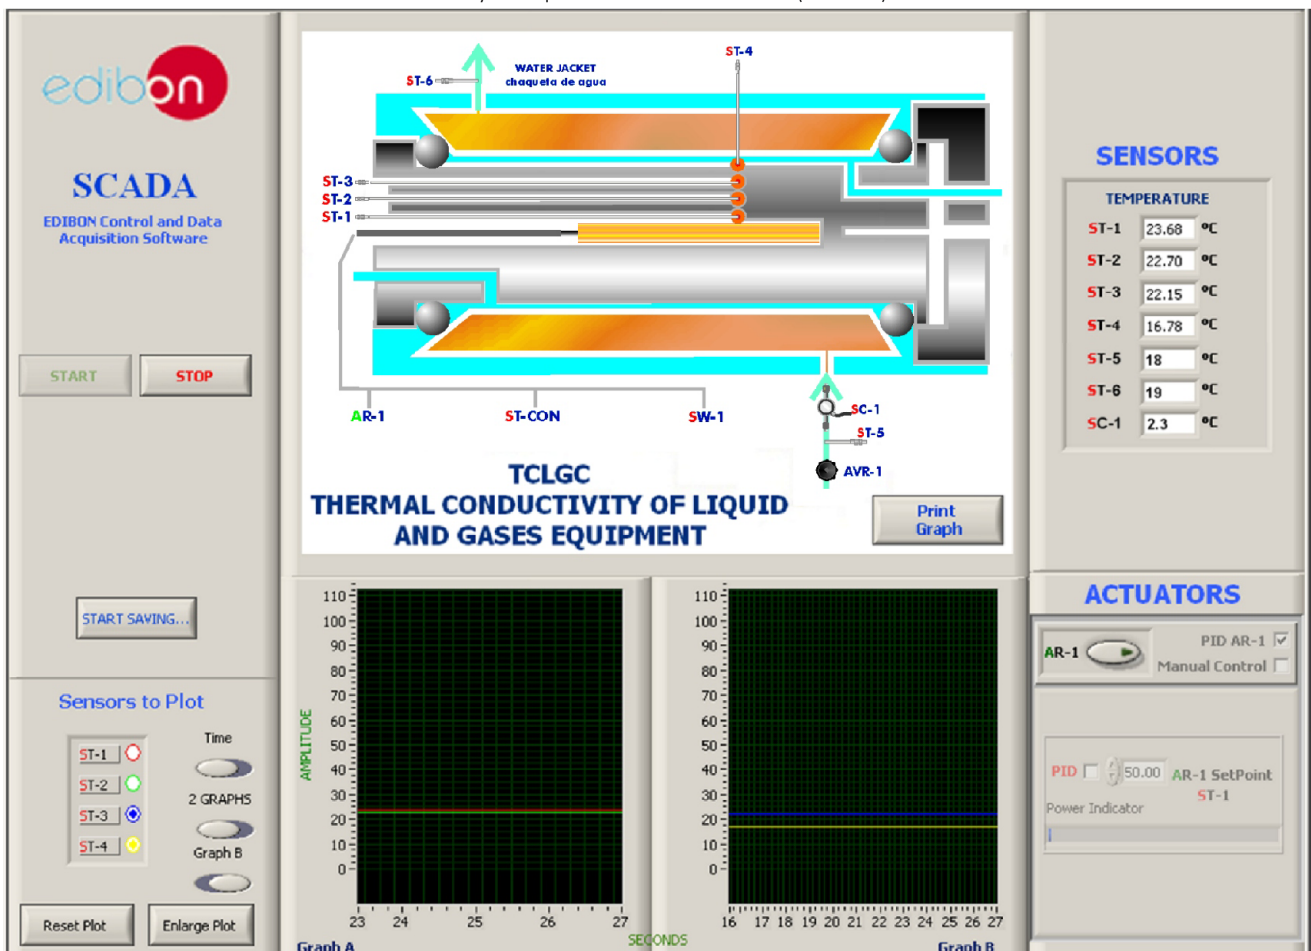 edibon
SCADA
EDIBON Control and Data
Acquisition Software
START
STOP
START SAVING...
Sensors to Plot
ST-1
ST-2
ST-3
ST-4
Time
2 GRAPHS
Graph B
Reset Plot
Enlarge Plot
ST-4
WATER JACKET
chaqueta de agua
ST-6
ST-3
ST-2
ST-1
AR-1
ST-CON
SW-1
SC-1
ST-5
AVR-1
TCLGC
THERMAL CONDUCTIVITY OF LIQUID
AND GASES EQUIPMENT
Print
Graph
AMPLITUDE
110
100
90
80
70
60
50
40
30
20
10
0
23 24 25 26 27
Graph A
SECONDS
110
100
90
80
70
60
50
40
30
20
10
0
16 17 18 19 20 21 22 23 24 25 26 27
Graph B
SENSORS
TEMPERATURE
ST-1 23.68 ºC
ST-2 22.70 ºC
ST-3 22.15 ºC
ST-4 16.78 ºC
ST-5 18 ºC
ST-6 19 ºC
SC-1 2.3 ºC
ACTUATORS
AR-1
PID AR-1
Manual Control
PID 50.00 AR-1 SetPoint
ST-1
Power Indicator